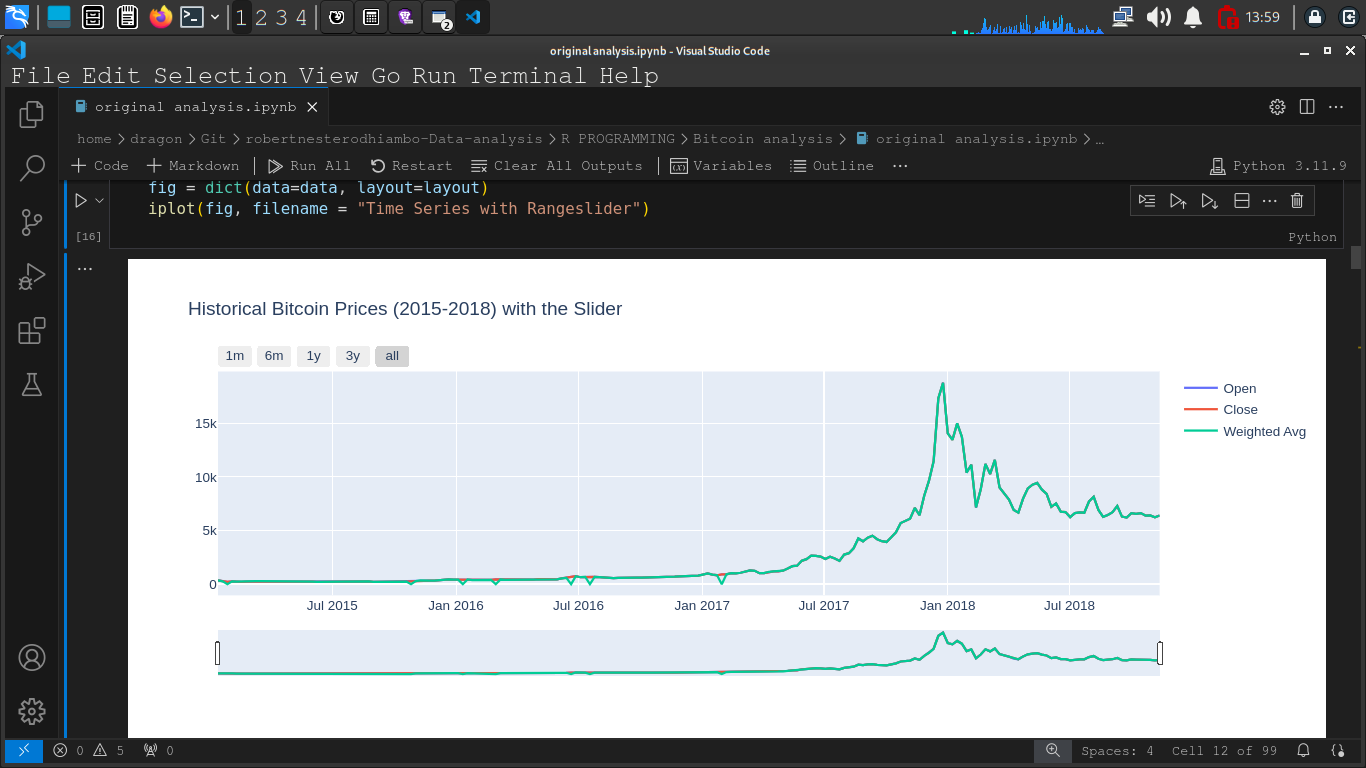 1 2 3 4
2
13:59
original analysis.ipynb - Visual Studio Code
File Edit Selection View Go Run Terminal Help
original analysis.ipynb
home > dragon > Git > robertnesterodhiambo-Data-analysis > R PROGRAMMING > Bitcoin analysis > original analysis.ipynb > ...
+ Code + Markdown | Run All Restart Clear All Outputs | Variables Outline ... Python 3.11.9
fig = dict(data=data, layout=layout)
iplot(fig, filename = "Time Series with Rangeslider")
[16]
Python
Historical Bitcoin Prices (2015-2018) with the Slider
1m 6m 1y 3y all
Open
Close
Weighted Avg
15k
10k
5k
0
Jul 2015 Jan 2016 Jul 2016 Jan 2017 Jul 2017 Jan 2018 Jul 2018
0 5 0 Spaces: 4 Cell 12 of 99